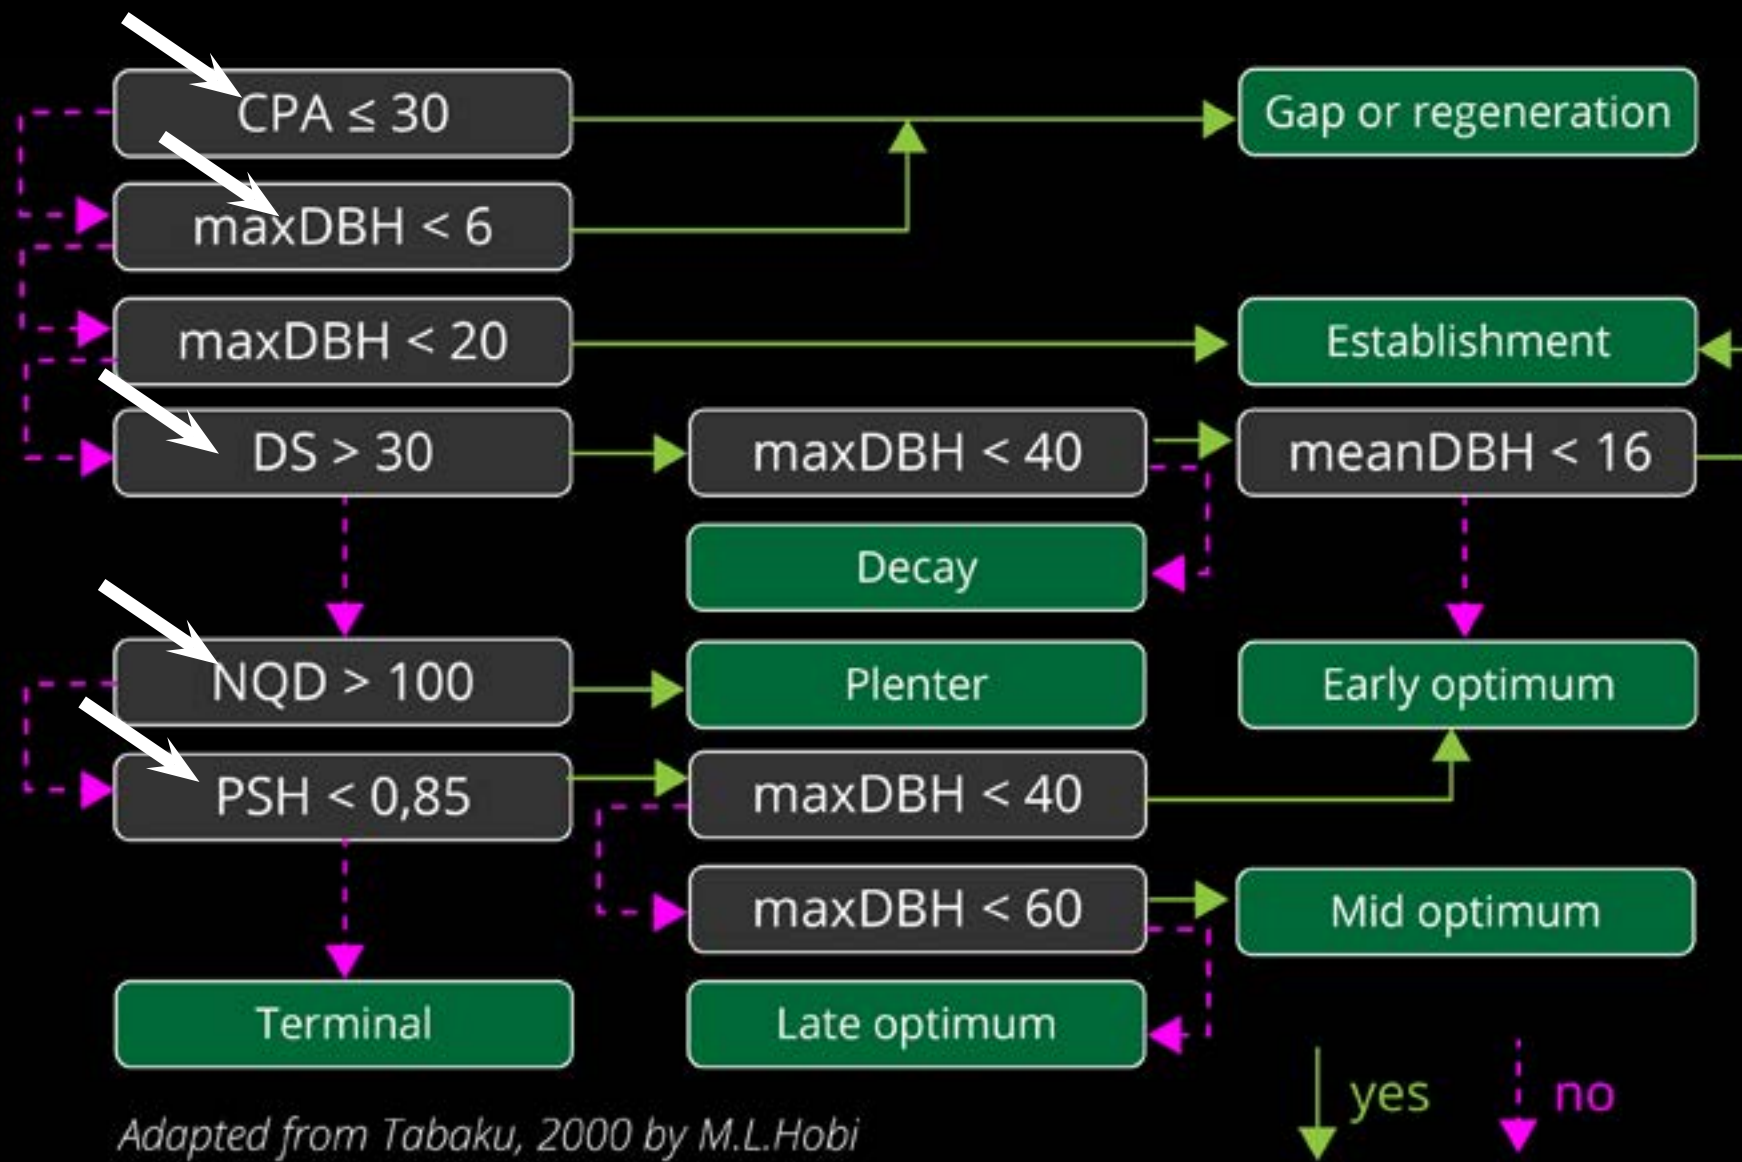 CPA ≤ 30
Gap or regeneration
maxDBH < 6
maxDBH < 20
Establishment
DS > 30
maxDBH < 40
meanDBH < 16
Decay
NQD > 100
Plenter
Early optimum
PSH < 0,85
maxDBH < 40
maxDBH < 60
Mid optimum
Terminal
Late optimum
yes
no
Adapted from Tabaku, 2000 by M.L.Hobi